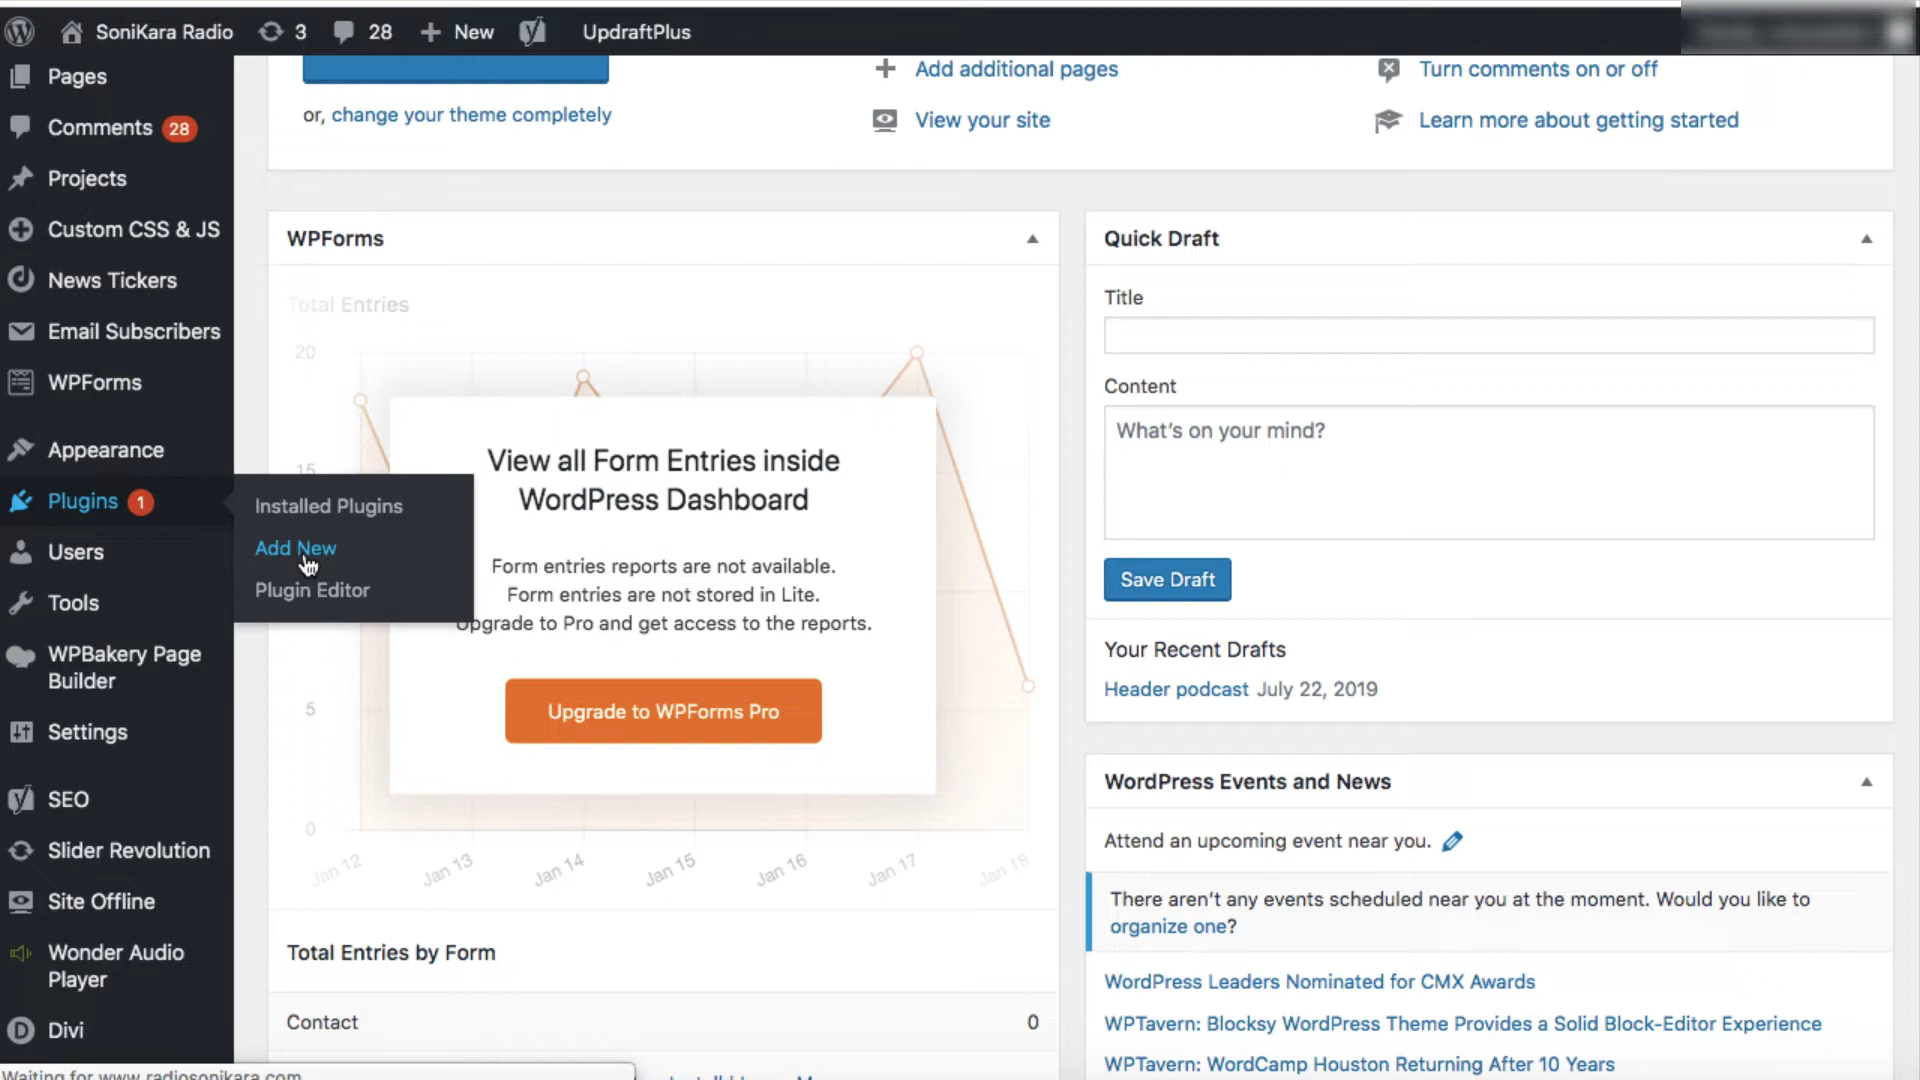 SoniKara Radio 3 28 New UpdraftPlus
Pages
Comments 28
Projects
Custom CSS & JS
News Tickers
Email Subscribers
WPForms
Appearance
Plugins 1
Users
Tools
WPBakery Page
Builder
Settings
SEO
Slider Revolution
Site Offline
Wonder Audio
Player
Divi
Installed Plugins
Add New
Plugin Editor
or, change your theme completely
Add additional pages
View your site
Turn comments on or off
Learn more about getting started
WPForms
Total Entries
20
15
5
0
Jan 12 Jan 13 Jan 14 Jan 15 Jan 16 Jan 17 Jan 18
View all Form Entries inside
WordPress Dashboard
Form entries reports are not available.
Form entries are not stored in Lite.
Upgrade to Pro and get access to the reports.
Upgrade to WPForms Pro
Total Entries by Form
Contact 0
Quick Draft
Title
Content
What's on your mind?
Save Draft
Your Recent Drafts
Header podcast July 22, 2019
WordPress Events and News
Attend an upcoming event near you.
There aren't any events scheduled near you at the moment. Would you like to
organize one?
WordPress Leaders Nominated for CMX Awards
WPTavern: Blocksy WordPress Theme Provides a Solid Block-Editor Experience
WPTavern: WordCamp Houston Returning After 10 Years
Waiting for www.radiosonikara.com